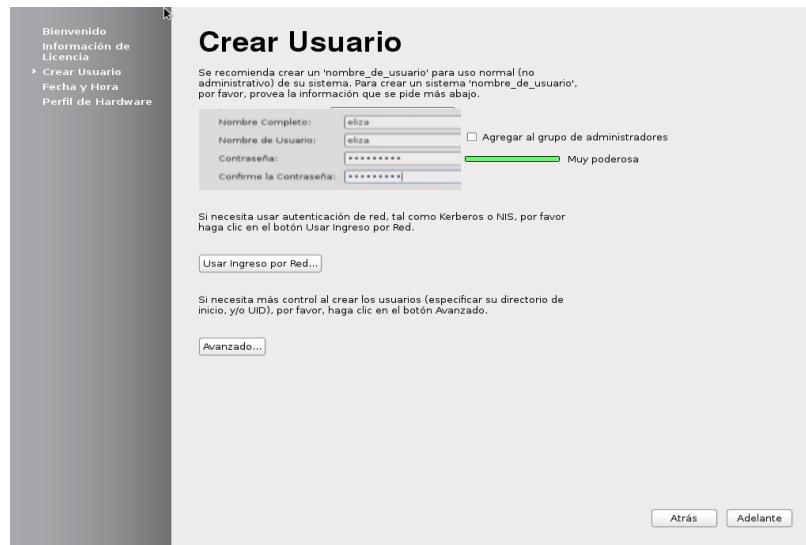 Bienvenido
Información de
Licencia
Crear Usuario
Fecha y Hora
Perfil de Hardware
Crear Usuario
Se recomienda crear un 'nombre_de_usuario' para uso normal (no
administrativo) de su sistema. Para crear un sistema 'nombre_de_usuario',
por favor, provea la información que se pide más abajo.
Nombre Completo: eliza
Nombre de Usuario: eliza
Agregar al grupo de administradores
Contraseña: •••••••••
Muy poderosa
Confirme la Contraseña: •••••••••
Si necesita usar autenticación de red, tal como Kerberos o NIS, por favor
haga clic en el botón Usar Ingreso por Red.
Usar Ingreso por Red...
Si necesita más control al crear los usuarios (especificar su directorio de
inicio, y/o UID), por favor, haga clic en el botón Avanzado.
Avanzado...
Atrás
Adelante